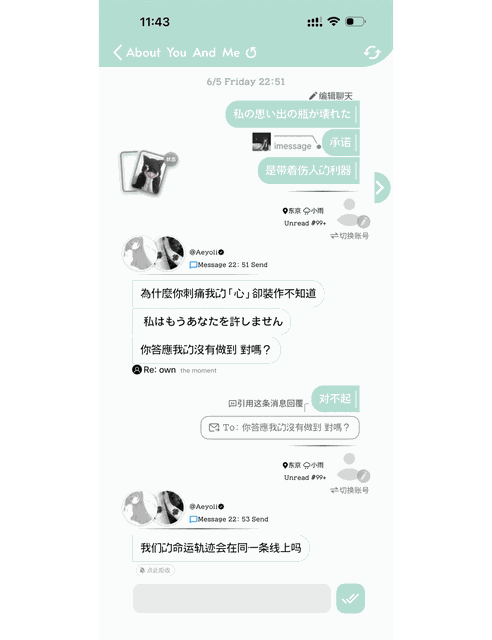 11:43
About You And Me
6/5 Friday 22:51
编辑聊天
私の思い出の瓶が壊れた
imessage
承诺
是带着伤人的利器
东京 小雨
Unread #99+
切换账号
@Aeyoli
Message 22: 51 Send
為什麼你刺痛我的「心」卻裝作不知道
私はもうあなたを許しません
你答應我的沒有做到 對嗎？
Re: own the moment
对不起
引用这条消息回覆
To: 你答應我的沒有做到 對嗎？
东京 小雨
Unread #99+
切换账号
@Aeyoli
Message 22: 53 Send
我们的命运轨迹会在同一条线上吗
点此拒收